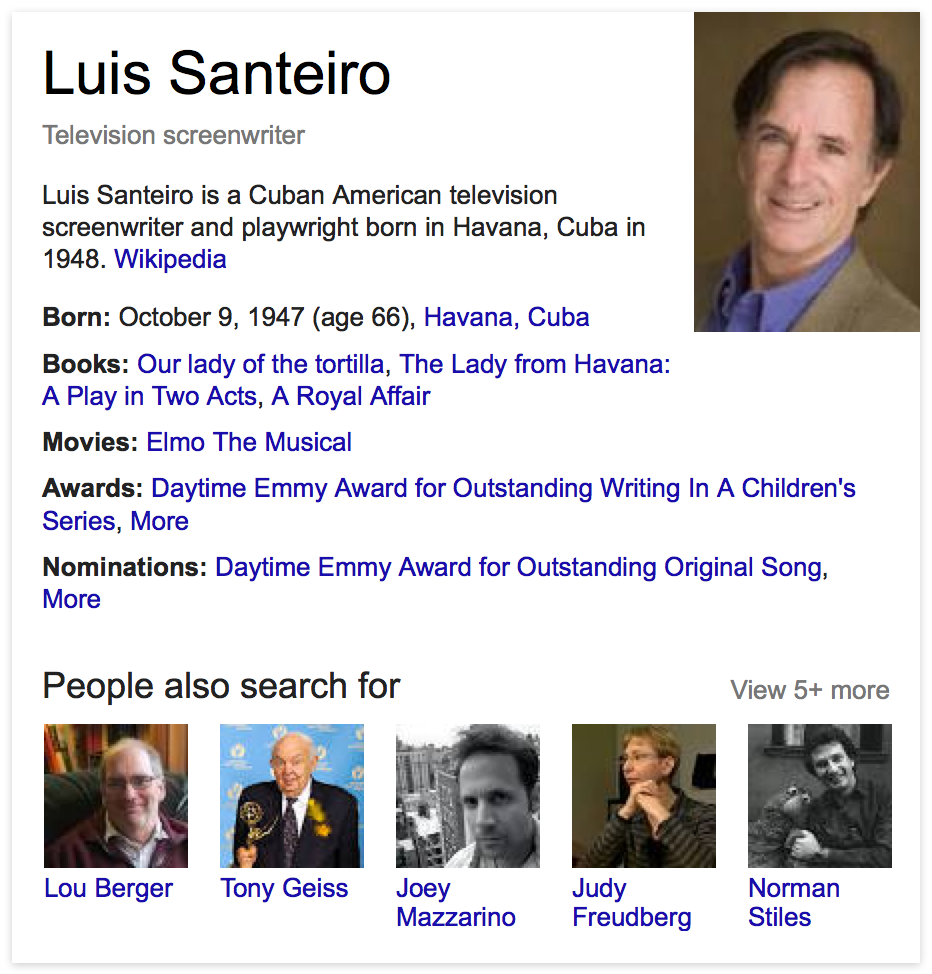 Luis Santeiro
Television screenwriter
Luis Santeiro is a Cuban American television
screenwriter and playwright born in Havana, Cuba in
1948. Wikipedia
Born: October 9, 1947 (age 66), Havana, Cuba
Books: Our lady of the tortilla, The Lady from Havana:
A Play in Two Acts, A Royal Affair
Movies: Elmo The Musical
Awards: Daytime Emmy Award for Outstanding Writing In A Children's
Series, More
Nominations: Daytime Emmy Award for Outstanding Original Song,
More
People also search for
View 5+ more
Lou Berger
Tony Geiss
Joey
Mazzarino
Judy
Freudberg
Norman
Stiles